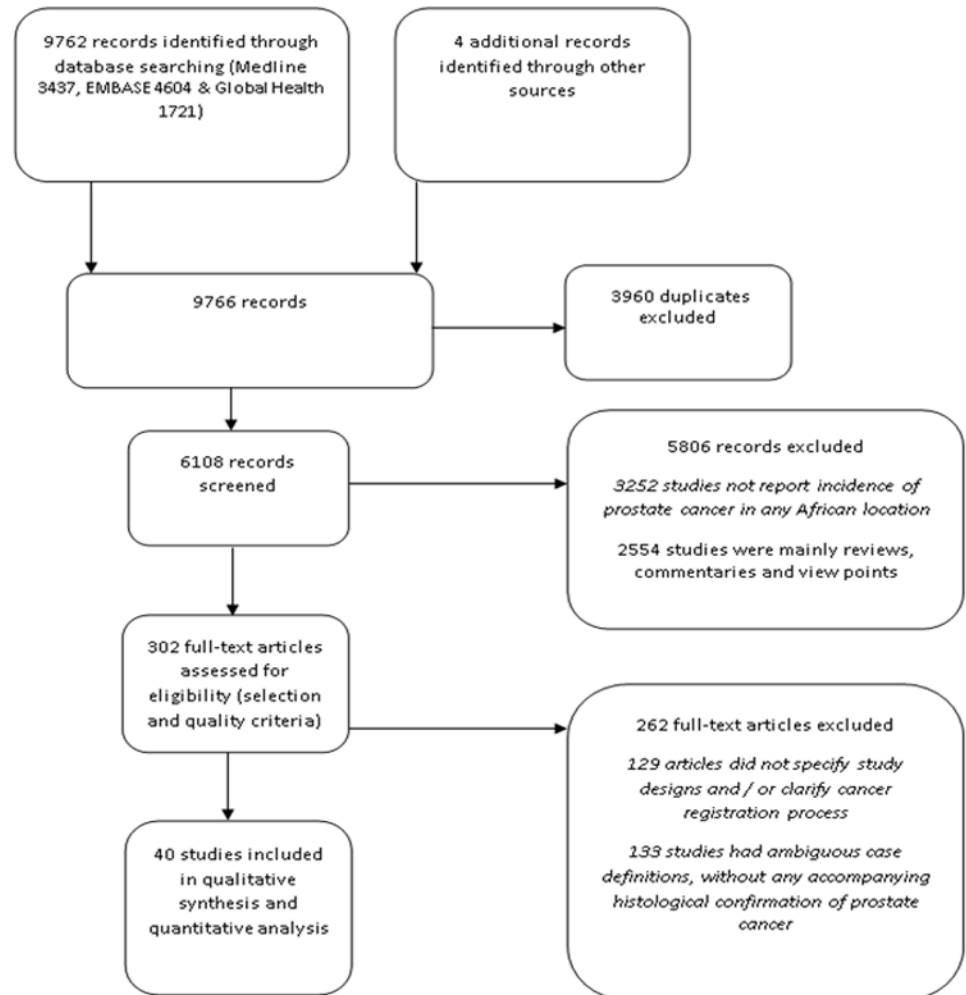 9762 records identified through
database searching (Medline
3437, EMBASE 4604 & Global Health
1721)
4 additional records
identified through other
sources
9766 records
3960 duplicates
excluded
6108 records
screened
5806 records excluded
3252 studies not report incidence of
prostate cancer in any African location
2554 studies were mainly reviews,
commentaries and view points
302 full-text articles
assessed for
eligibility (selection
and quality criteria)
262 full-text articles excluded
129 articles did not specify study
designs and / or clarify cancer
registration process
133 studies had ambiguous case
definitions, without any accompanying
histological confirmation of prostate
cancer
40 studies included
in qualitative
synthesis and
quantitative analysis